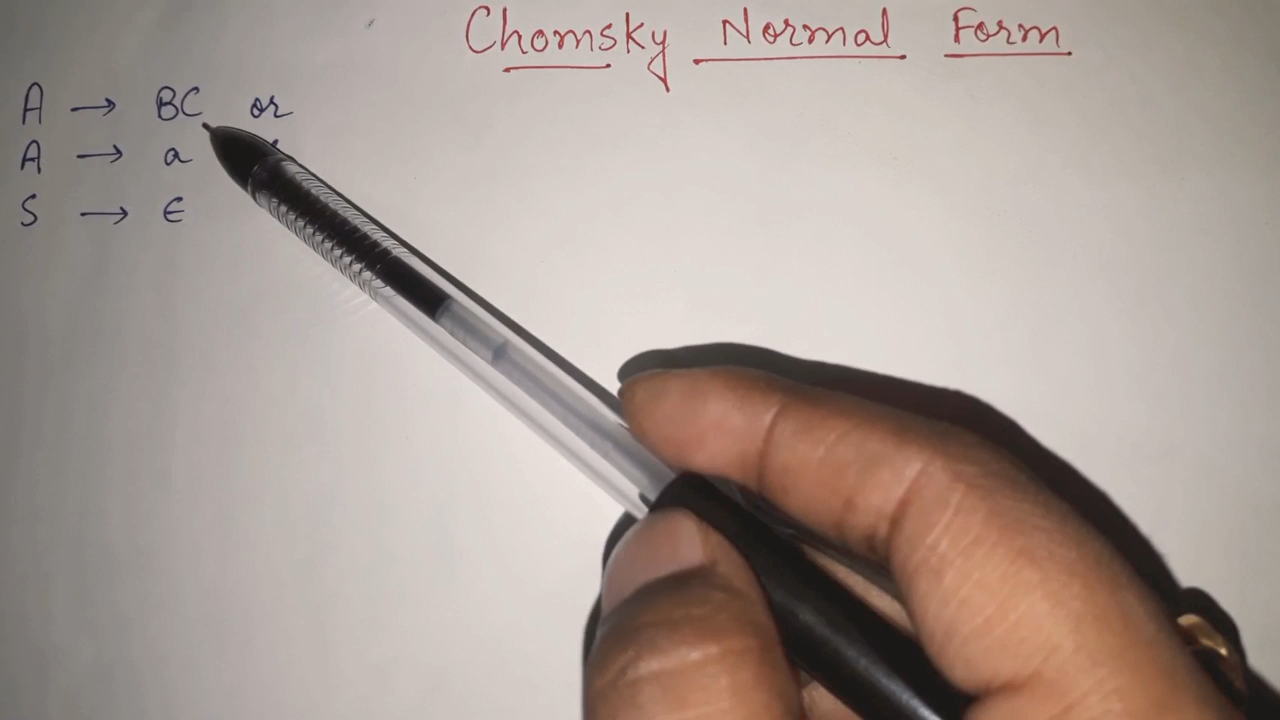 Chomsky Normal Form
A → BC or
A → a
S → ϵ